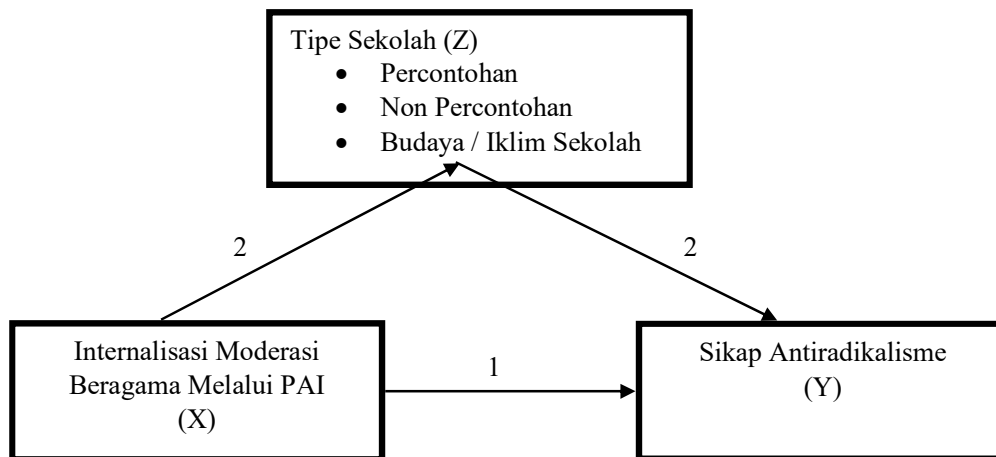 Tipe Sekolah (Z)
• Percontohan
• Non Percontohan
• Budaya / Iklim Sekolah
2
2
Internalisasi Moderasi
Beragama Melalui PAI
(X)
1
Sikap Antiradikalisme
(Y)